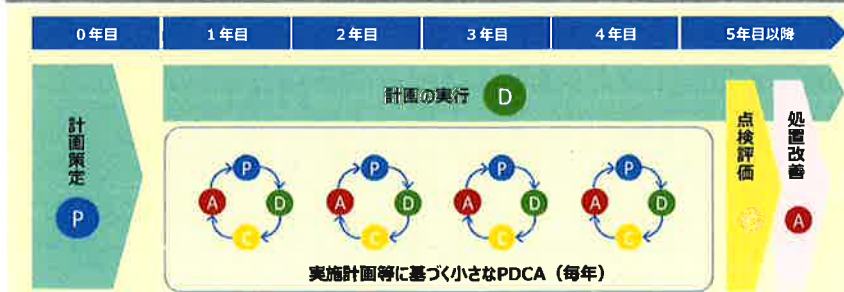 0年目 1年目 2年目 3年目 4年目 5年目以降
計画の実行 D
計画策定
P
点検評価
C
処置改善
A
P P P P
A D A D A D A D
C C C C
実施計画等に基づく小さなPDCA（毎年）